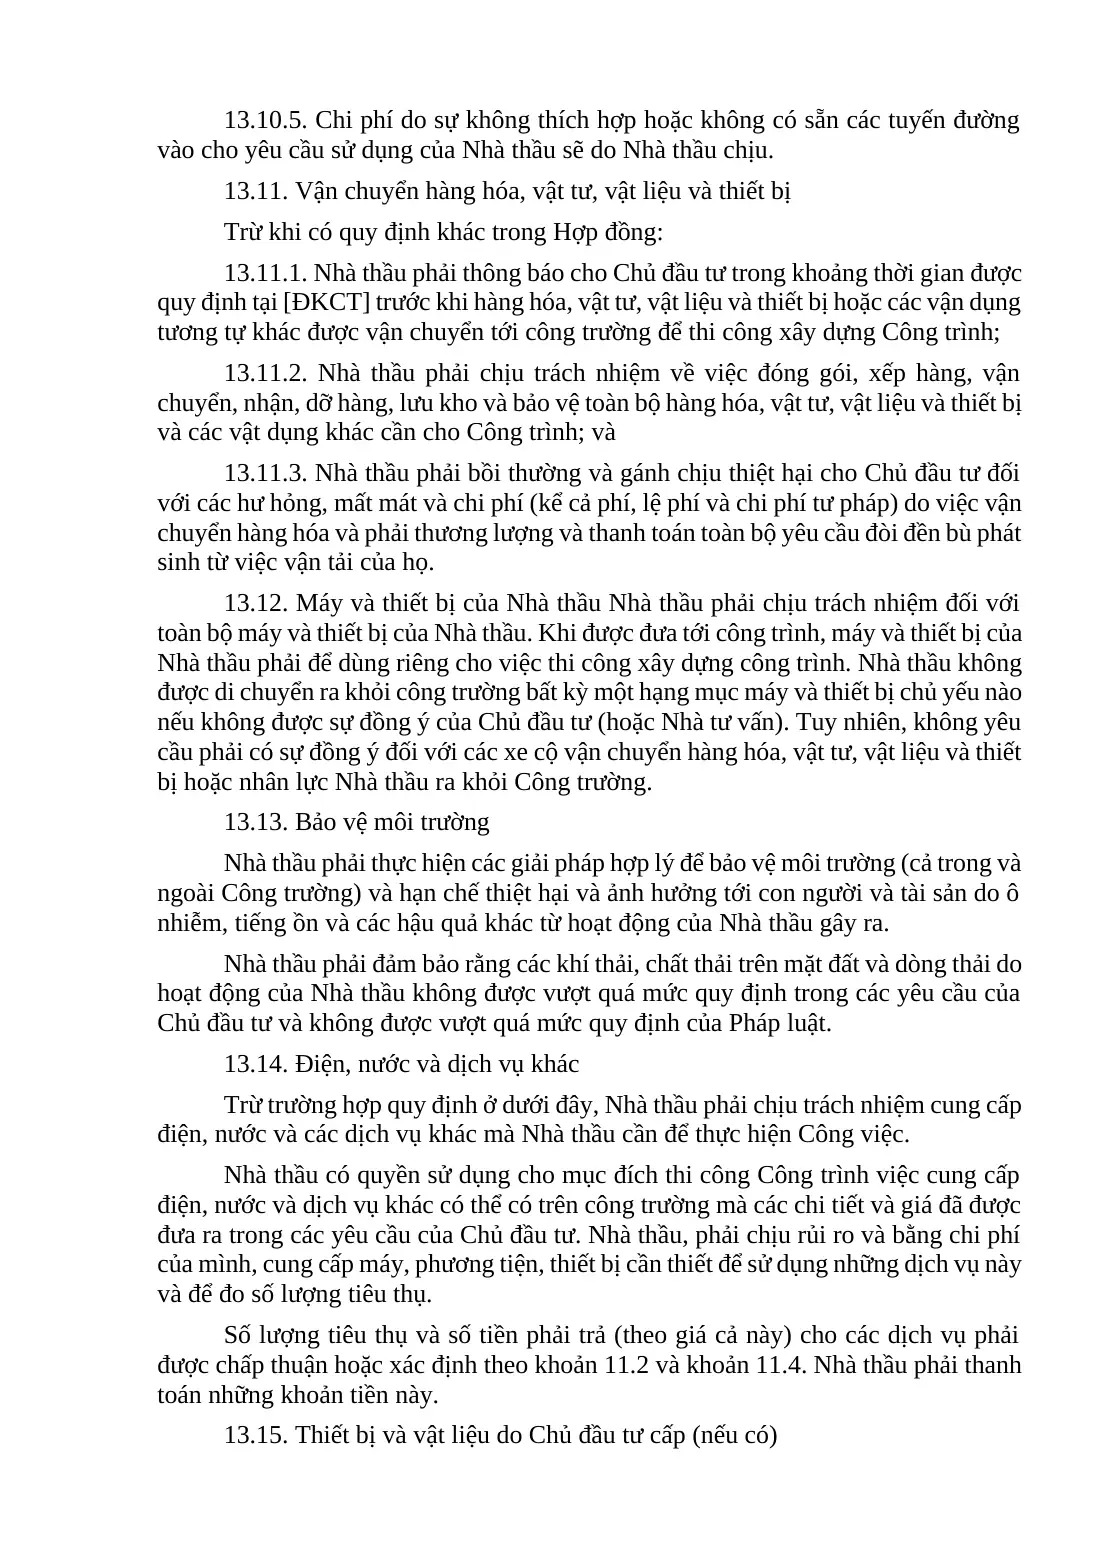 13.10.5. Chi phí do sự không thích hợp hoặc không có sẵn các tuyến đường
vào cho yêu cầu sử dụng của Nhà thầu sẽ do Nhà thầu chịu.
13.11. Vận chuyển hàng hóa, vật tư, vật liệu và thiết bị
Trừ khi có quy định khác trong Hợp đồng:
13.11.1. Nhà thầu phải thông báo cho Chủ đầu tư trong khoảng thời gian được
quy định tại [ĐKCT] trước khi hàng hóa, vật tư, vật liệu và thiết bị hoặc các vận dụng
tương tự khác được vận chuyển tới công trường để thi công xây dựng Công trình;
13.11.2. Nhà thầu phải chịu trách nhiệm về việc đóng gói, xếp hàng, vận
chuyển, nhận, dỡ hàng, lưu kho và bảo vệ toàn bộ hàng hóa, vật tư, vật liệu và thiết bị
và các vật dụng khác cần cho Công trình; và
13.11.3. Nhà thầu phải bồi thường và gánh chịu thiệt hại cho Chủ đầu tư đối
với các hư hỏng, mất mát và chi phí (kể cả phí, lệ phí và chi phí tư pháp) do việc vận
chuyển hàng hóa và phải thương lượng và thanh toán toàn bộ yêu cầu đòi đền bù phát
sinh từ việc vận tải của họ.
13.12. Máy và thiết bị của Nhà thầu Nhà thầu phải chịu trách nhiệm đối với
toàn bộ máy và thiết bị của Nhà thầu. Khi được đưa tới công trình, máy và thiết bị của
Nhà thầu phải để dùng riêng cho việc thi công xây dựng công trình. Nhà thầu không
được di chuyển ra khỏi công trường bất kỳ một hạng mục máy và thiết bị chủ yếu nào
nếu không được sự đồng ý của Chủ đầu tư (hoặc Nhà tư vấn). Tuy nhiên, không yêu
cầu phải có sự đồng ý đối với các xe cộ vận chuyển hàng hóa, vật tư, vật liệu và thiết
bị hoặc nhân lực Nhà thầu ra khỏi Công trường.
13.13. Bảo vệ môi trường
Nhà thầu phải thực hiện các giải pháp hợp lý để bảo vệ môi trường (cả trong và
ngoài Công trường) và hạn chế thiệt hại và ảnh hưởng tới con người và tài sản do ô
nhiễm, tiếng ồn và các hậu quả khác từ hoạt động của Nhà thầu gây ra.
Nhà thầu phải đảm bảo rằng các khí thải, chất thải trên mặt đất và dòng thải do
hoạt động của Nhà thầu không được vượt quá mức quy định trong các yêu cầu của
Chủ đầu tư và không được vượt quá mức quy định của Pháp luật.
13.14. Điện, nước và dịch vụ khác
Trừ trường hợp quy định ở dưới đây, Nhà thầu phải chịu trách nhiệm cung cấp
điện, nước và các dịch vụ khác mà Nhà thầu cần để thực hiện Công việc.
Nhà thầu có quyền sử dụng cho mục đích thi công Công trình việc cung cấp
điện, nước và dịch vụ khác có thể có trên công trường mà các chi tiết và giá đã được
đưa ra trong các yêu cầu của Chủ đầu tư. Nhà thầu, phải chịu rủi ro và bằng chi phí
của mình, cung cấp máy, phương tiện, thiết bị cần thiết để sử dụng những dịch vụ này
và để đo số lượng tiêu thụ.
Số lượng tiêu thụ và số tiền phải trả (theo giá cả này) cho các dịch vụ phải
được chấp thuận hoặc xác định theo khoản 11.2 và khoản 11.4. Nhà thầu phải thanh
toán những khoản tiền này.
13.15. Thiết bị và vật liệu do Chủ đầu tư cấp (nếu có)